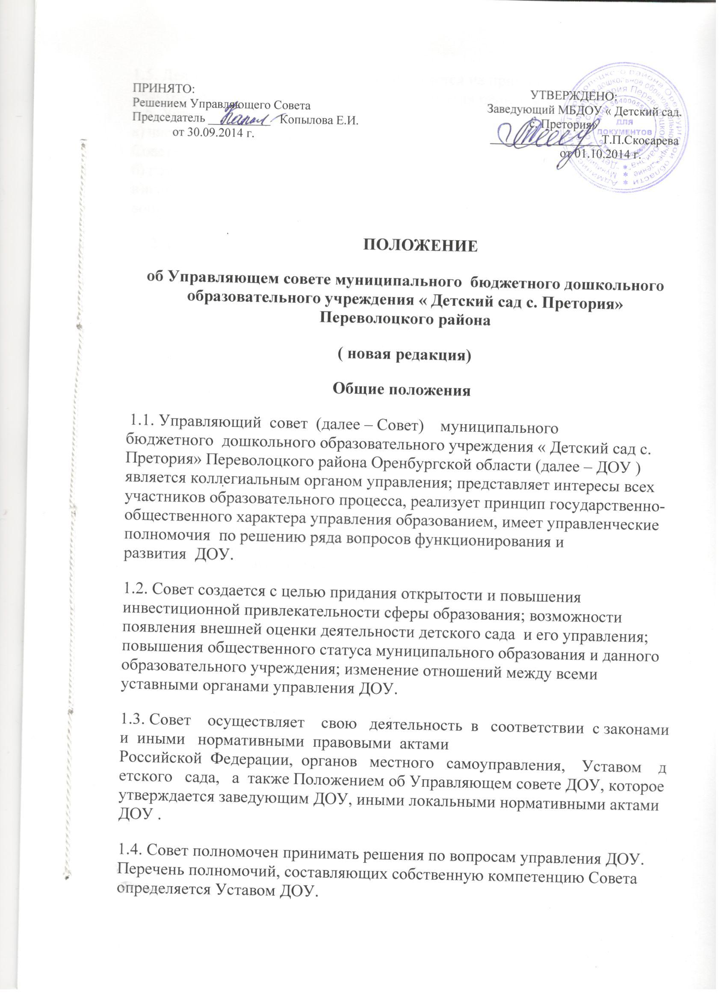 ПРИНЯТО:
Решением Управляющего Совета
Председатель __________ Копылова Е.И.
от 30.09.2014 г.
УТВЕРЖДЕНО:
Заведующий МБДОУ « Детский сад.
с. Претория»
__________________Т.П.Скосарева
от 01.10.2014 г.
ДЛЯ
ДОКУМЕНТОВ
ПОЛОЖЕНИЕ
об Управляющем совете муниципального бюджетного дошкольного
образовательного учреждения « Детский сад с. Претория»
Переволоцкого района
( новая редакция)
Общие положения
1.1. Управляющий совет (далее – Совет) муниципального
бюджетного дошкольного образовательного учреждения « Детский сад с.
Претория» Переволоцкого района Оренбургской области (далее – ДОУ )
является коллегиальным органом управления; представляет интересы всех
участников образовательного процесса, реализует принцип государственно-
общественного характера управления образованием, имеет управленческие
полномочия по решению ряда вопросов функционирования и
развития ДОУ.
1.2. Совет создается с целью придания открытости и повышения
инвестиционной привлекательности сферы образования; возможности
появления внешней оценки деятельности детского сада и его управления;
повышения общественного статуса муниципального образования и данного
образовательного учреждения; изменение отношений между всеми
уставными органами управления ДОУ.
1.3. Совет осуществляет свою деятельность в соответствии с законами
и иными нормативными правовыми актами
Российской Федерации, органов местного самоуправления, Уставом д
етского сада, а также Положением об Управляющем совете ДОУ, которое
утверждается заведующим ДОУ, иными локальными нормативными актами
ДОУ .
1.4. Совет полномочен принимать решения по вопросам управления ДОУ.
Перечень полномочий, составляющих собственную компетенцию Совета
определяется Уставом ДОУ.